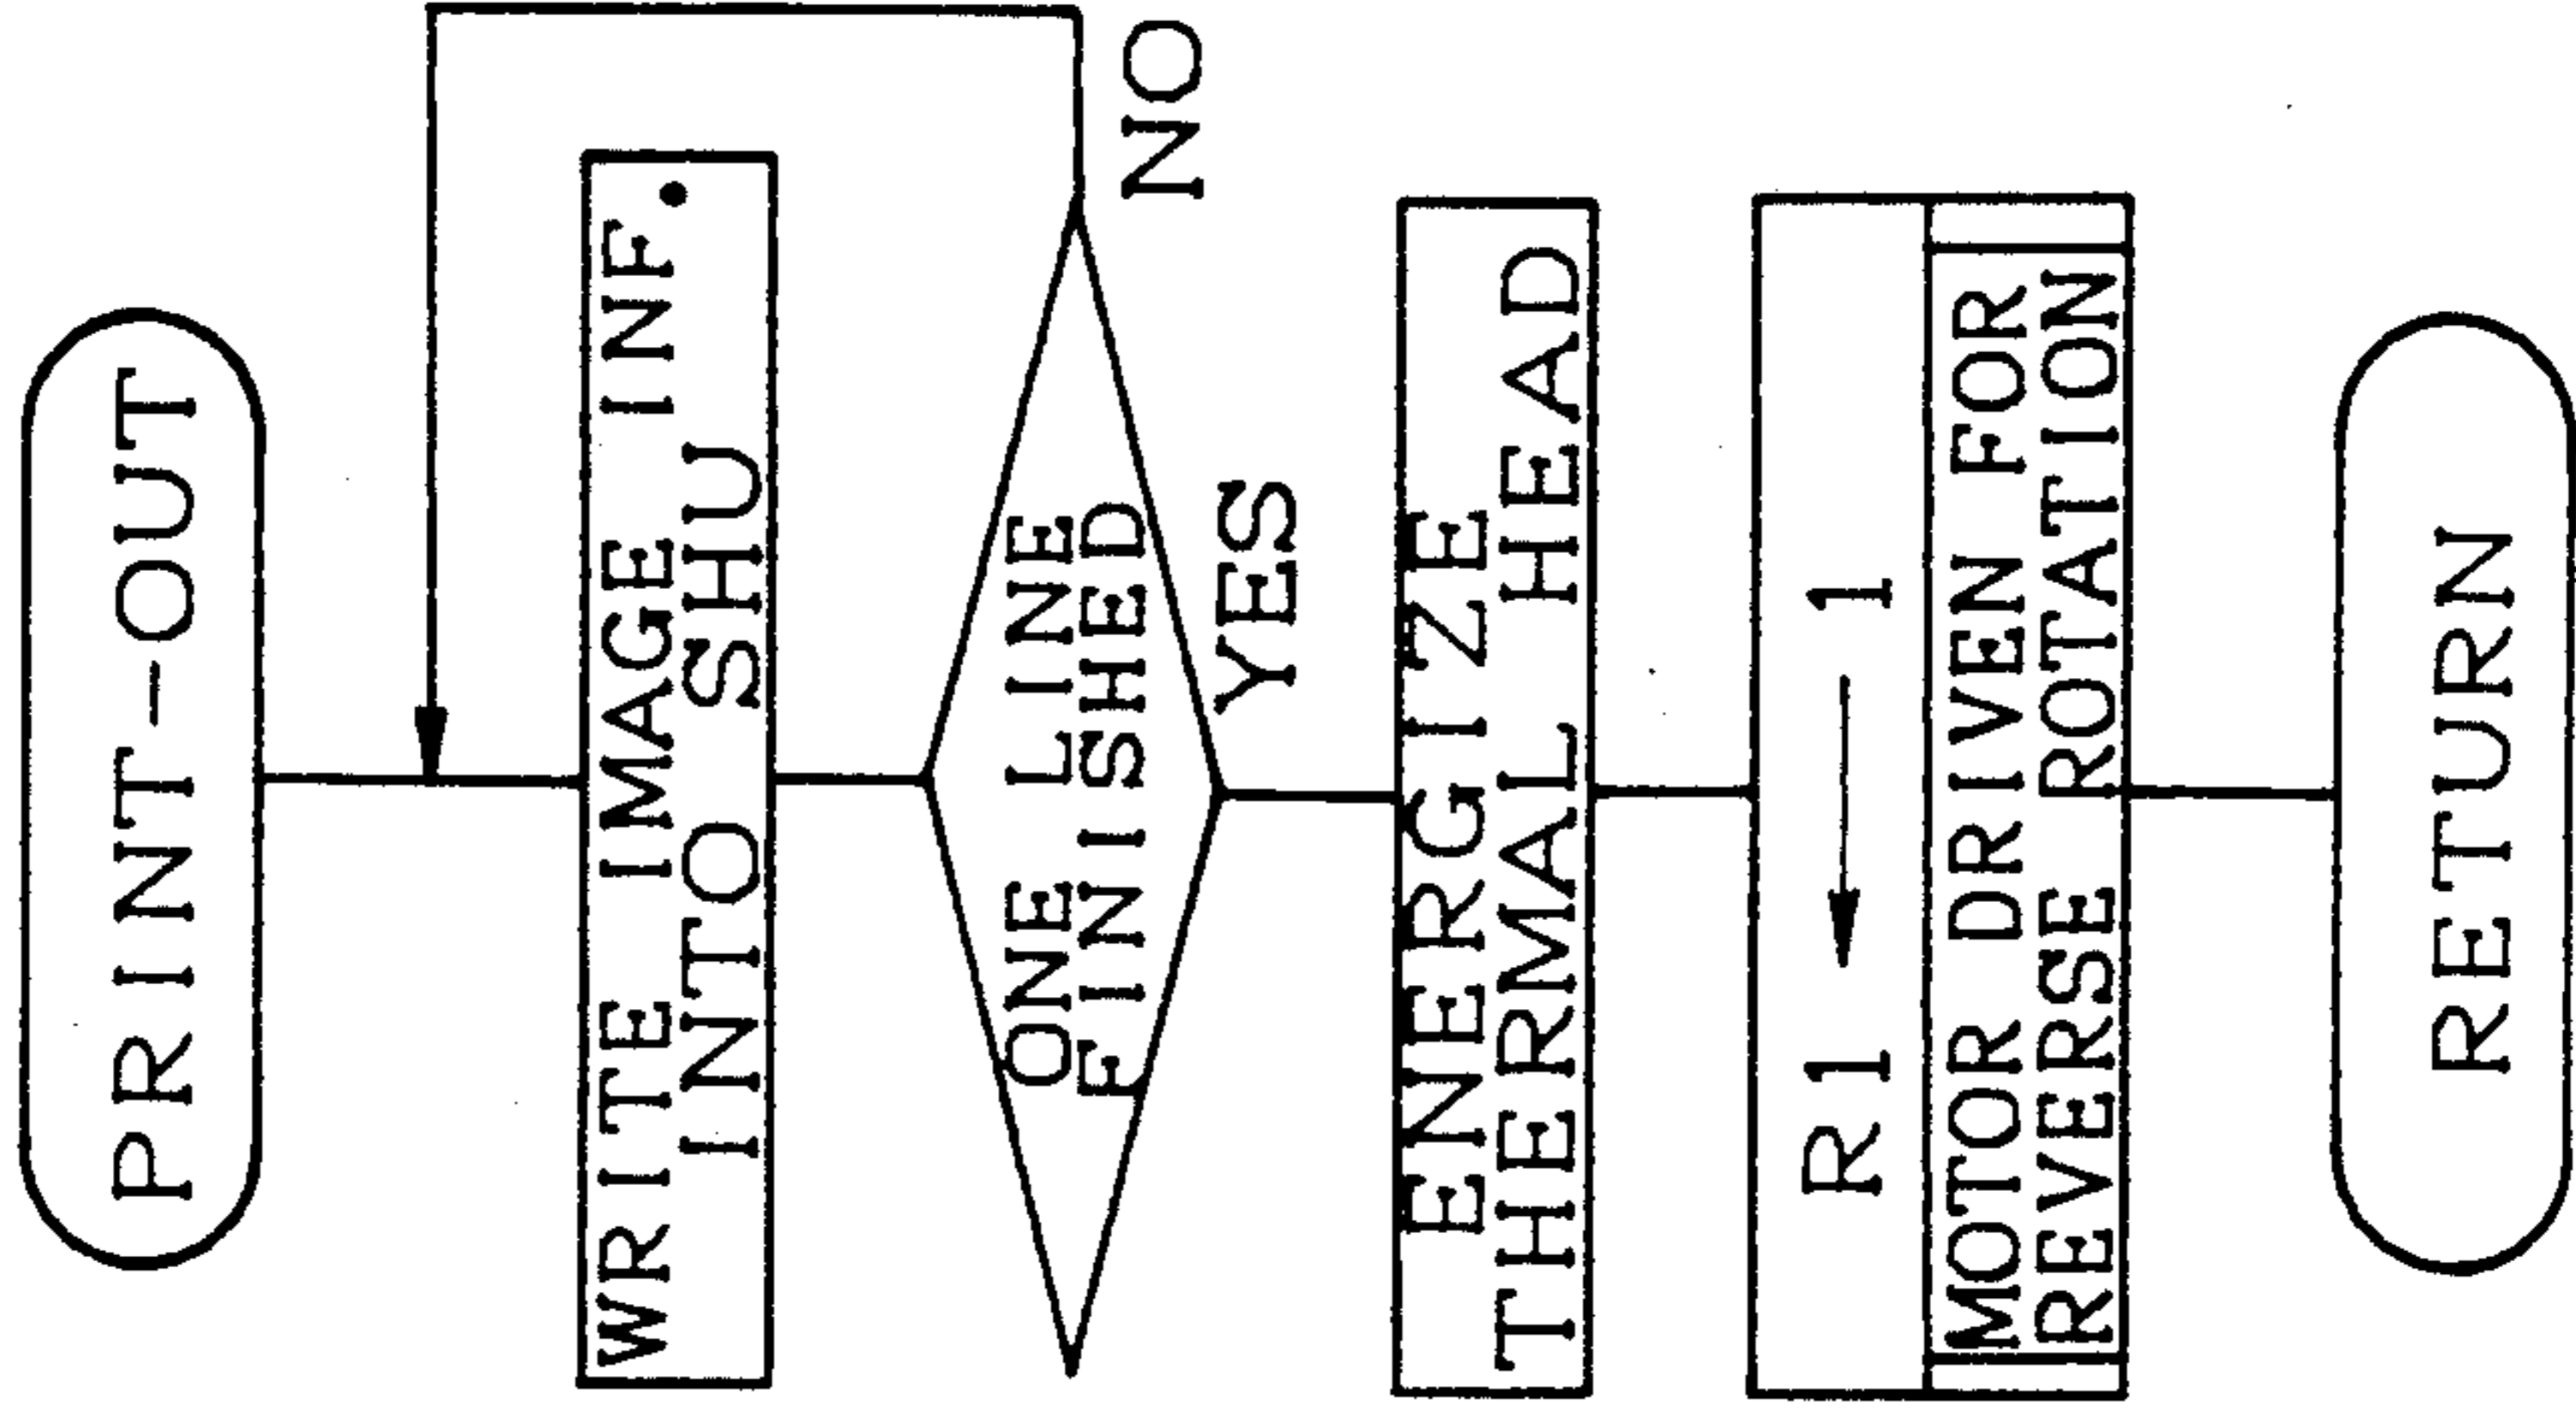 PRINT-OUT
WRITE IMAGE INF.
INTO SHU
ONE LINE
FINISHED
NO
YES
ENERGIZE
THERMAL HEAD
R1 ← 1
MOTOR DRIVEN FOR
REVERSE ROTATION
RETURN